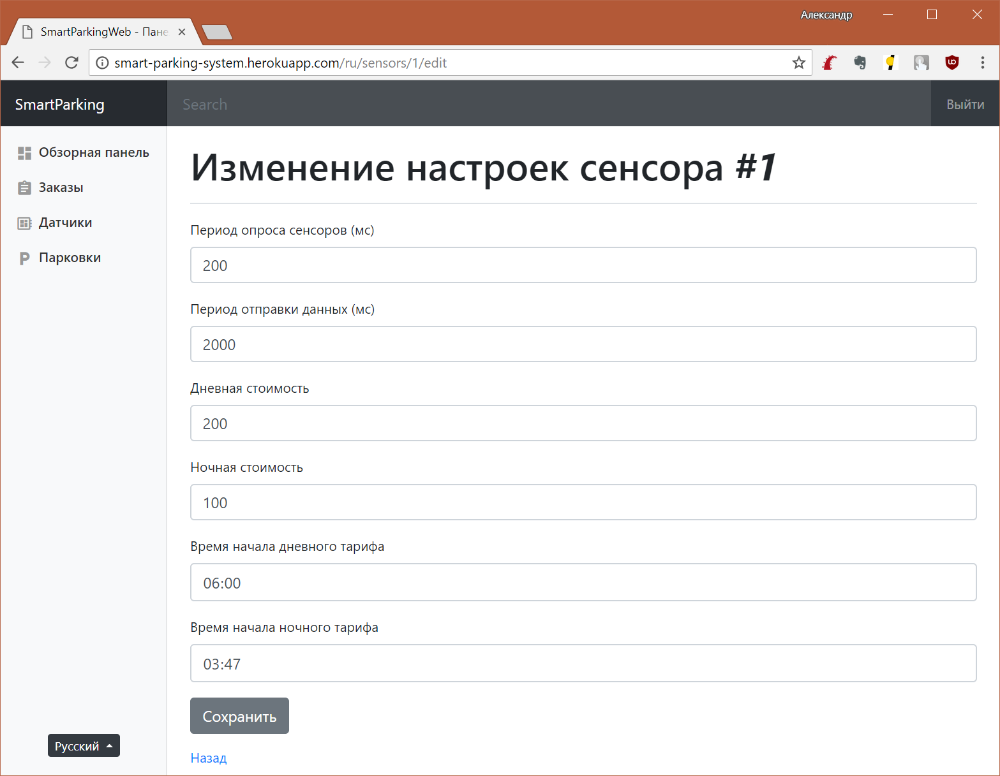 Александр
SmartParkingWeb - Пане
smart-parking-system.herokuapp.com/ru/sensors/1/edit
SmartParking
Search
Выйти
Обзорная панель
Заказы
Датчики
Парковки
Изменение настроек сенсора #1
Период опроса сенсоров (мс)
200
Период отправки данных (мс)
2000
Дневная стоимость
200
Ночная стоимость
100
Время начала дневного тарифа
06:00
Время начала ночного тарифа
03:47
Сохранить
Русский
Назад